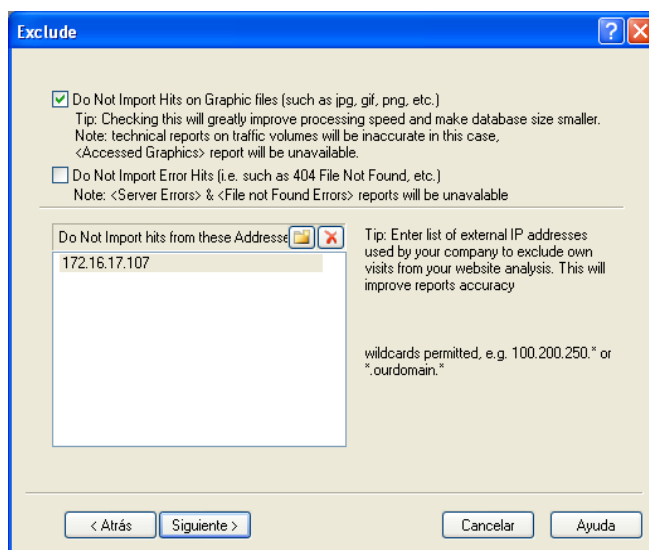 Exclude
Do Not Import Hits on Graphic files (such as jpg, gif, png, etc.)
Tip: Checking this will greatly improve processing speed and make database size smaller.
Note: technical reports on traffic volumes will be inaccurate in this case,
<Accessed Graphics> report will be unavailable.
Do Not Import Error Hits (i.e. such as 404 File Not Found, etc.)
Note: <Server Errors> & <File not Found Errors> reports will be unavalable
Do Not Import hits from these Addresse
172.16.17.107
Tip: Enter list of external IP addresses
used by your company to exclude own
visits from your website analysis. This will
improve reports accuracy
wildcards permitted, e.g. 100.200.250.* or
*.ourdomain.*
< Atrás
Siguiente >
Cancelar
Ayuda